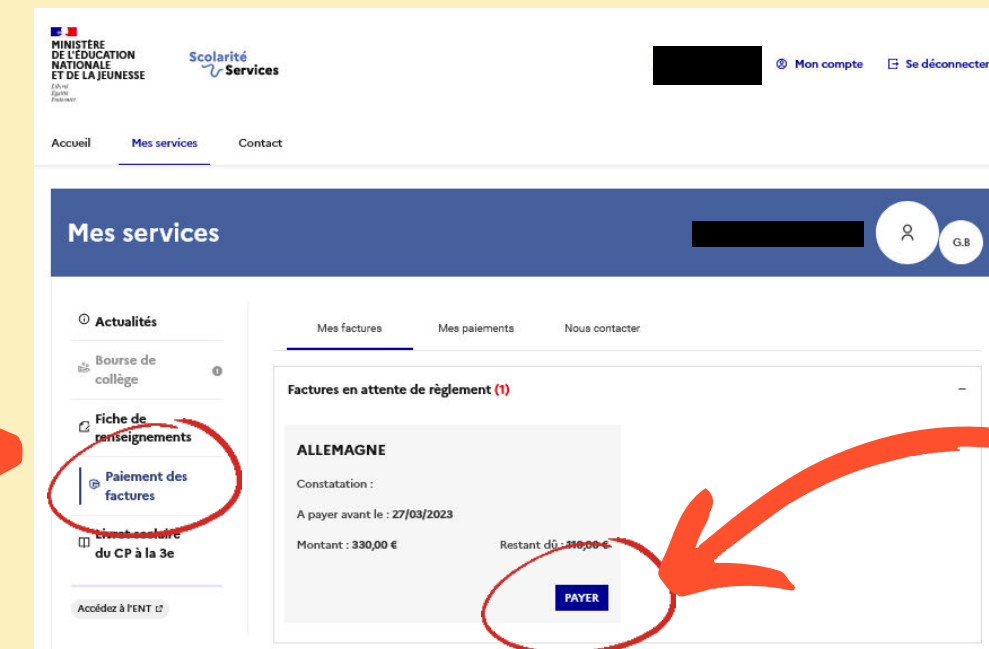 MINISTÈRE
DE L'ÉDUCATION
NATIONALE
ET DE LA JEUNESSE
Liberté
Égalité
Fraternité
Scolarité
Services
Mon compte
Se déconnecter
Accueil Mes services Contact
Mes services
G.B
Actualités
Bourse de
collège
Fiche de
renseignements
Paiement des
factures
Livret scolaire
du CP à la 3e
Accédez à l'ENT
Mes factures Mes paiements Nous contacter
Factures en attente de règlement (1)
ALLEMAGNE
Constatation :
A payer avant le : 27/03/2023
Montant : 330,00 € Restant dû : 110,00 €
PAYER